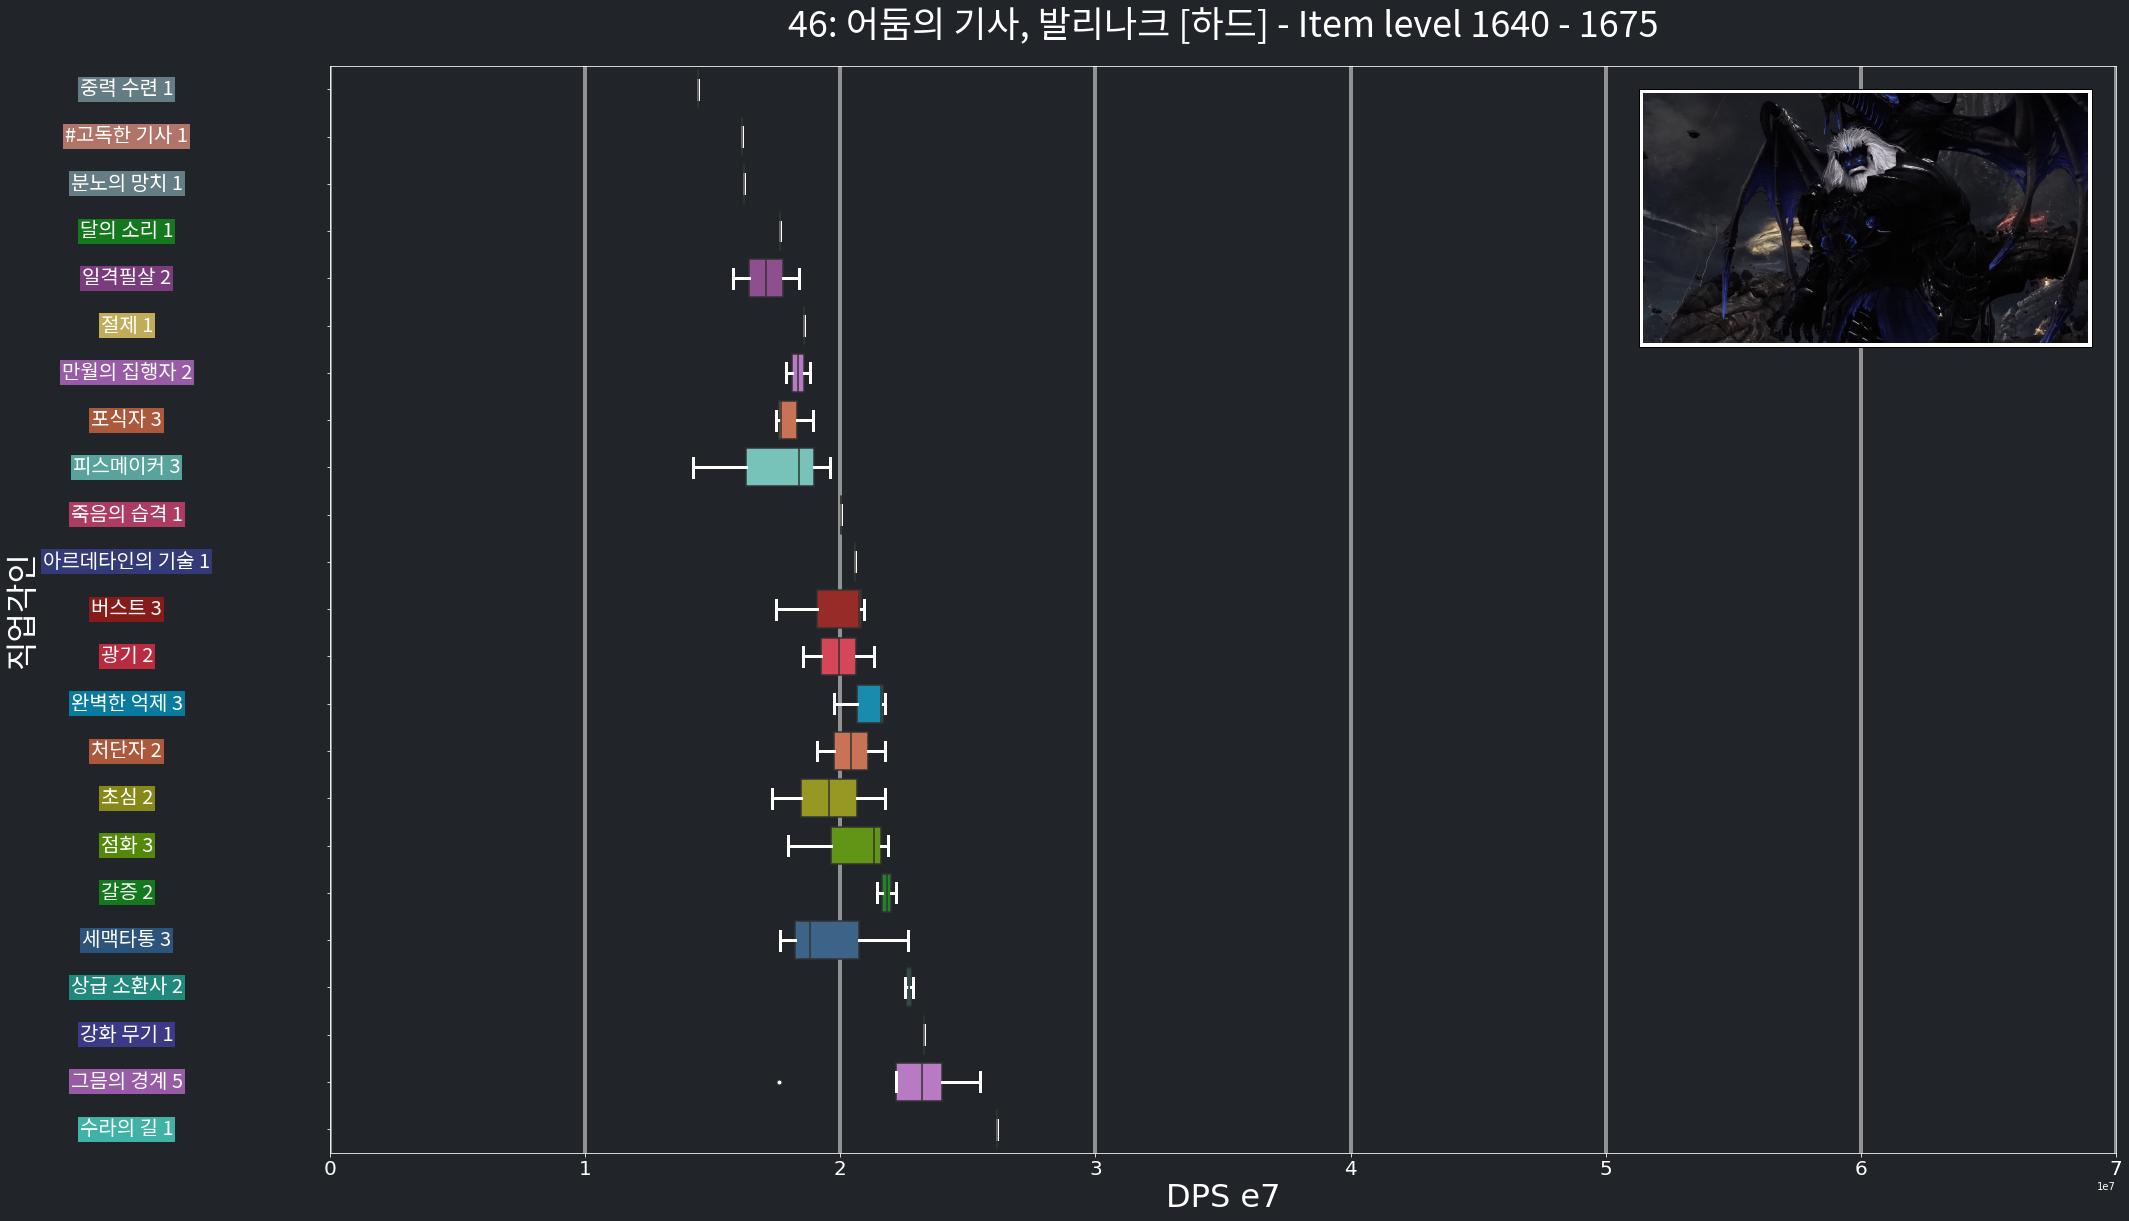 46: 어둠의 기사, 발리나크 [하드] - Item level 1640 - 1675
직업각인
중력 수련 1
#고독한 기사 1
분노의 망치 1
달의 소리 1
일격필살 2
절제 1
만월의 집행자 2
포식자 3
피스메이커 3
죽음의 습격 1
아르데타인의 기술 1
버스트 3
광기 2
완벽한 억제 3
처단자 2
초심 2
점화 3
갈증 2
세맥타통 3
상급 소환사 2
강화 무기 1
그믐의 경계 5
수라의 길 1
0 1 2 3 4 5 6 7
1e7
DPS e7